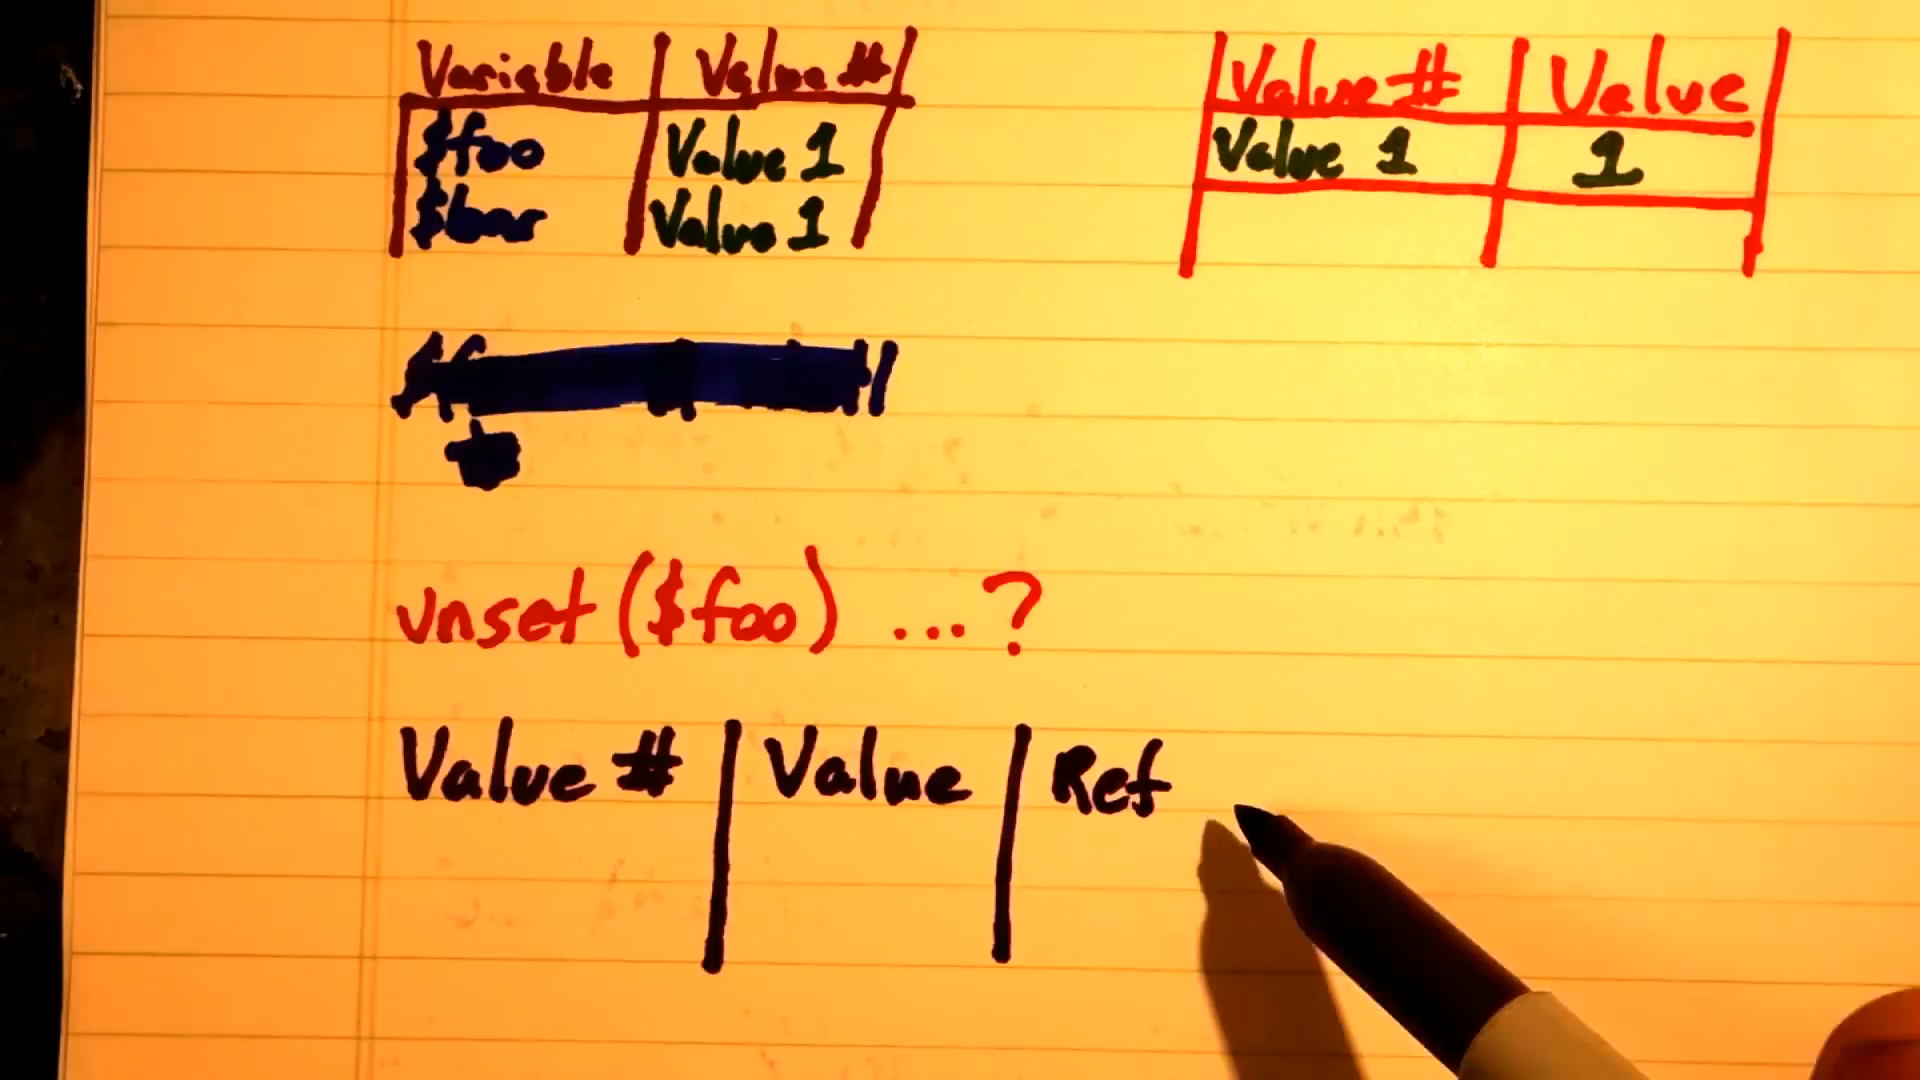 Variable Value # Value # Value
$foo Value 1 Value 1 1
$bar Value 1
unset ($foo) ...?
Value # Value Ref